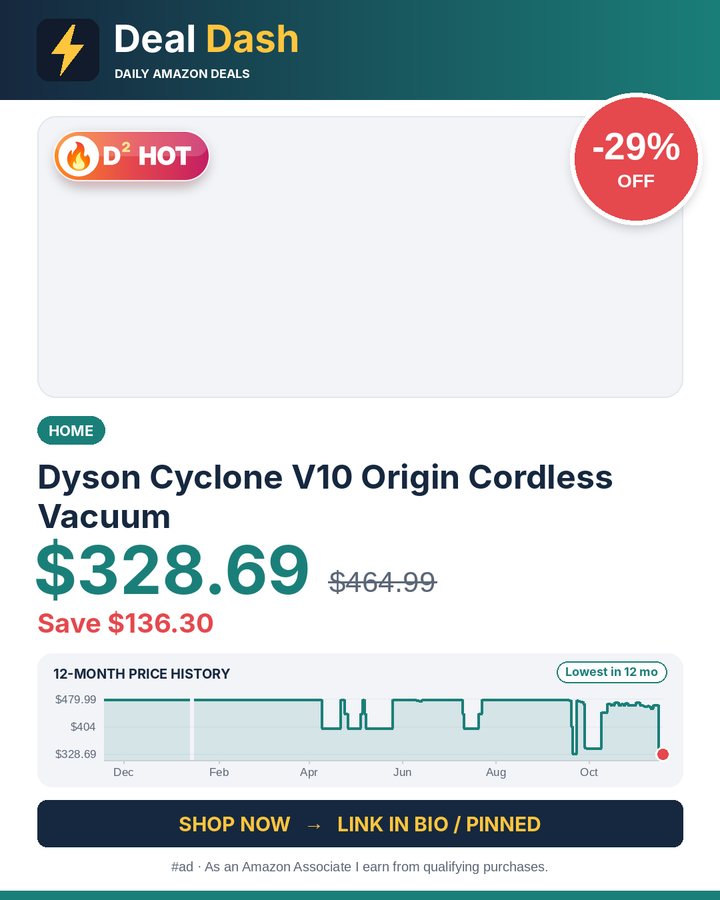 Deal Dash
DAILY AMAZON DEALS
D² HOT
-29%
OFF
HOME
Dyson Cyclone V10 Origin Cordless
Vacuum
$328.69 $464.99
Save $136.30
12-MONTH PRICE HISTORY
Lowest in 12 mo
$479.99
$404
$328.69
Dec Feb Apr Jun Aug Oct
SHOP NOW → LINK IN BIO / PINNED
#ad · As an Amazon Associate I earn from qualifying purchases.